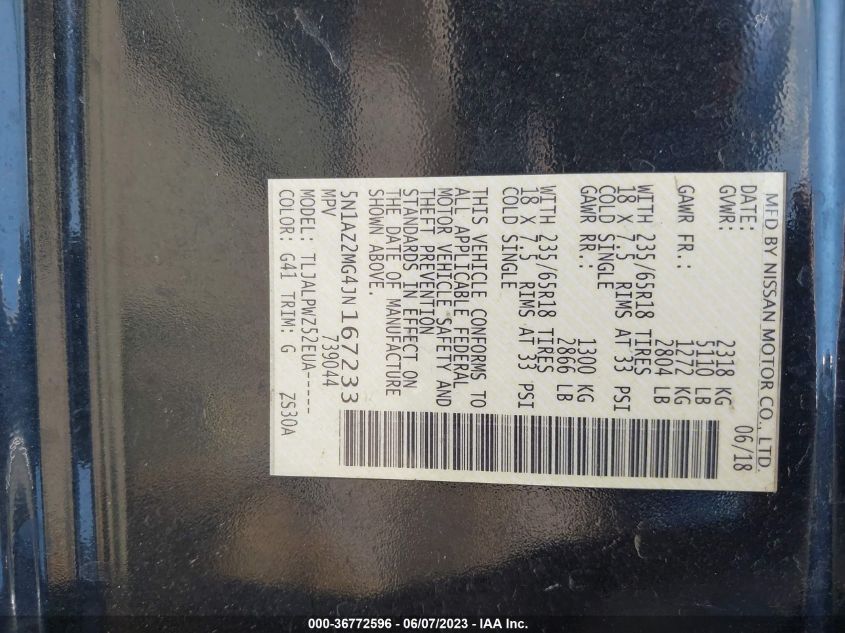 MFD BY NISSAN MOTOR CO., LTD.
DATE: 06/18
GVWR: 2318 KG
5110 LB
GAWR FR.: 1272 KG
2804 LB
WITH 235/65R18 TIRES
18 X 7.5 RIMS AT 33 PSI
COLD SINGLE
GAWR RR.: 1300 KG
2866 LB
WITH 235/65R18 TIRES
18 X 7.5 RIMS AT 33 PSI
COLD SINGLE
THIS VEHICLE CONFORMS TO
ALL APPLICABLE FEDERAL
MOTOR VEHICLE SAFETY AND
THEFT PREVENTION
STANDARDS IN EFFECT ON
THE DATE OF MANUFACTURE
SHOWN ABOVE.
5N1AZ2MG4JN167233
MPV 739044
MODEL: TLJALPWZ52EUA-----
COLOR: G41 TRIM: G ZS30A
000-36772596 - 06/07/2023 - IAA Inc.